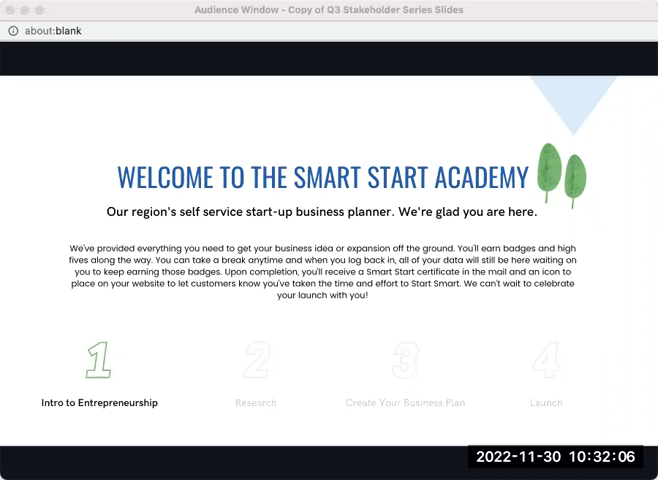 Audience Window - Copy of Q3 Stakeholder Series Slides
about:blank
WELCOME TO THE SMART START ACADEMY
Our region's self service start-up business planner. We're glad you are here.
We've provided everything you need to get your business idea or expansion off the ground. You'll earn badges and high
fives along the way. You can take a break anytime and when you log back in, all of your data will still be here waiting on
you to keep earning those badges. Upon completion, you'll receive a Smart Start certificate in the mail and an icon to
place on your website to let customers know you've taken the time and effort to Start Smart. We can't wait to celebrate
your launch with you!
1 2 3 4
Intro to Entrepreneurship Research Create Your Business Plan Launch
2022-11-30 10:32:06